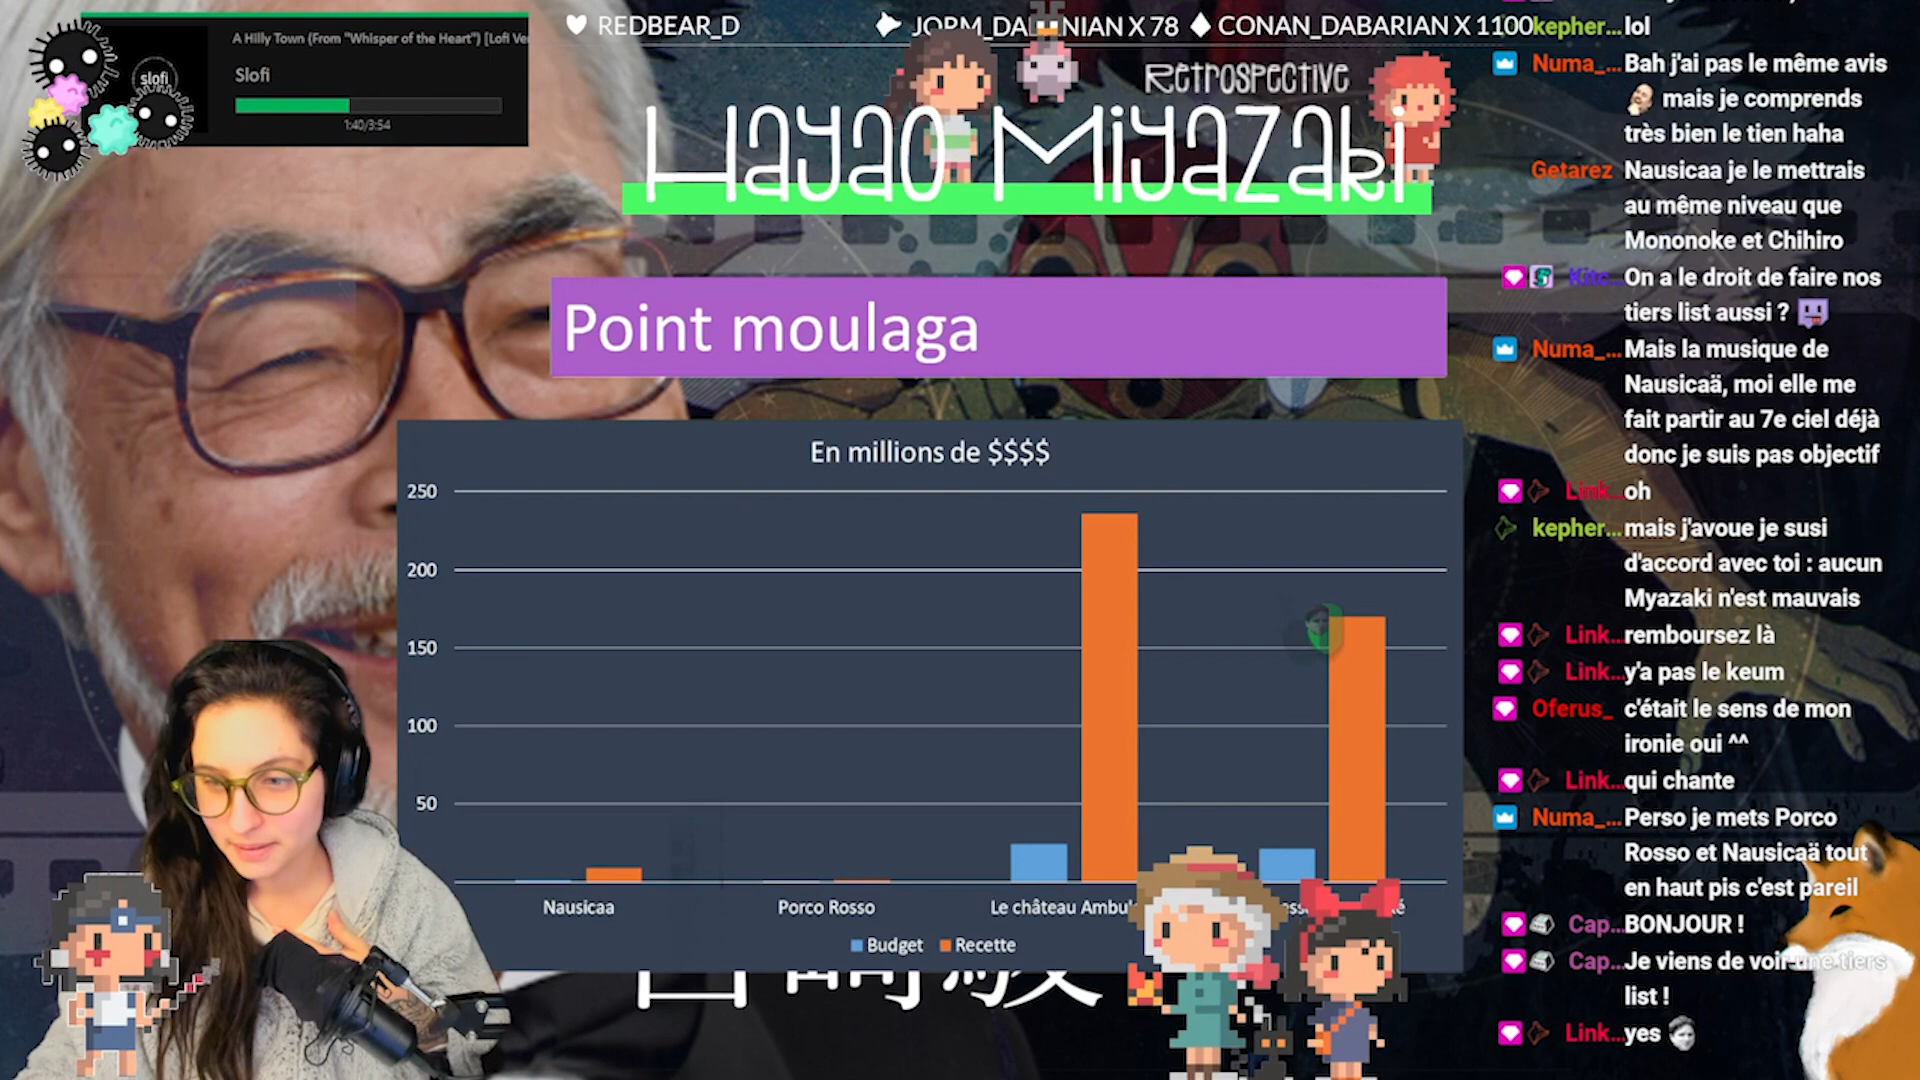 A Hilly Town (From "Whisper of the Heart") [Lofi Ve
slofi
Slofi
1:40/3:54
REDBEAR_D
X 78
CONAN_DABARIAN X 1100
Retrospective
Hayao Miyazaki
Point moulaga
En millions de $$$$
250
200
150
100
50
Nausicaa
Porco Rosso
Le château
Budget
Recette
kepher... lol
Numa_... Bah j'ai pas le même avis
mais je comprends
très bien le tien haha
Getarez Nausicaa je le mettrais
au même niveau que
Mononoke et Chihiro
Kitc... On a le droit de faire nos
tiers list aussi ?
Numa_... Mais la musique de
Nausicaä, moi elle me
fait partir au 7e ciel déjà
donc je suis pas objectif
Link... oh
kepher... mais j'avoue je susi
d'accord avec toi : aucun
Myazaki n'est mauvais
Link... remboursez là
Link... y'a pas le keum
Oferus_ c'était le sens de mon
ironie oui ^^
Link... qui chante
Numa_... Perso je mets Porco
Rosso et Nausicaä tout
en haut pis c'est pareil
Cap... BONJOUR !
Cap... Je viens de voir une tiers
list !
Link... yes